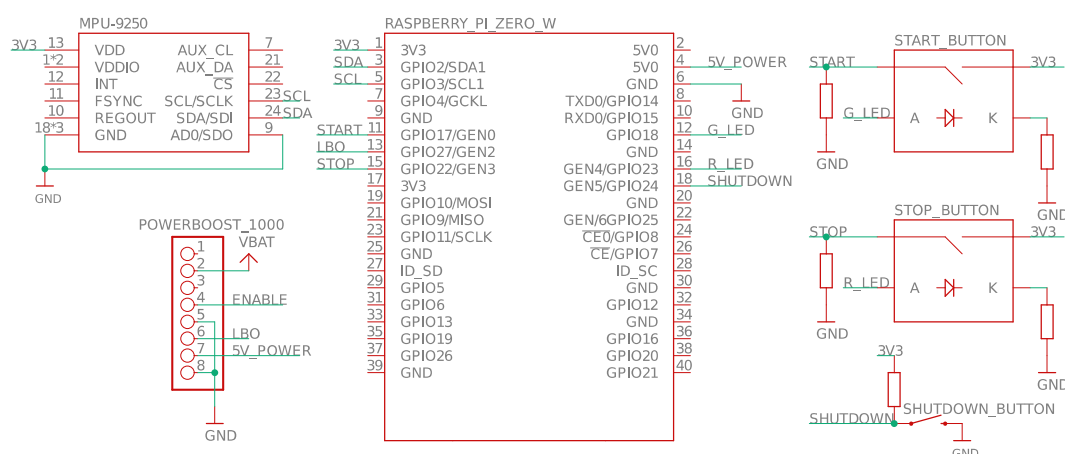 MPU-9250
3V3 13 VDD AUX_CL 7
1*2 VDDIO AUX_DA 21
12 INT CS 22
11 FSYNC SCL/SCLK 23 SCL
10 REGOUT SDA/SDI 24 SDA
18*3 GND AD0/SDO 9
GND
POWERBOOST_1000
VBAT
1
2
3
4 ENABLE
5
6 LBO
7 5V_POWER
8
GND
RASPBERRY_PI_ZERO_W
3V3 1 3V3 5V0 2
SDA 3 GPIO2/SDA1 5V0 4 5V_POWER
SCL 5 GPIO3/SCL1 GND 6
7 GPIO4/GCKL TXD0/GPIO14 8
GND
9 GND RXD0/GPIO15 10
START 11 GPIO17/GEN0 GPIO18 12 G_LED
LBO 13 GPIO27/GEN2 GND 14
STOP 15 GPIO22/GEN3 GEN4/GPIO23 16 R_LED
17 3V3 GEN5/GPIO24 18 SHUTDOWN
19 GPIO10/MOSI GND 20
21 GPIO9/MISO GEN/6GPIO25 22
23 GPIO11/SCLK CE0/GPIO8 24
25 GND CE/GPIO7 26
27 ID_SD ID_SC 28
29 GPIO5 GND 30
31 GPIO6 GPIO12 32
33 GPIO13 GND 34
35 GPIO19 GPIO16 36
37 GPIO26 GPIO20 38
39 GND GPIO21 40
START_BUTTON
START 3V3
G_LED A K
GND
GND
STOP_BUTTON
STOP 3V3
R_LED A K
GND
GND
3V3
SHUTDOWN SHUTDOWN_BUTTON
GND